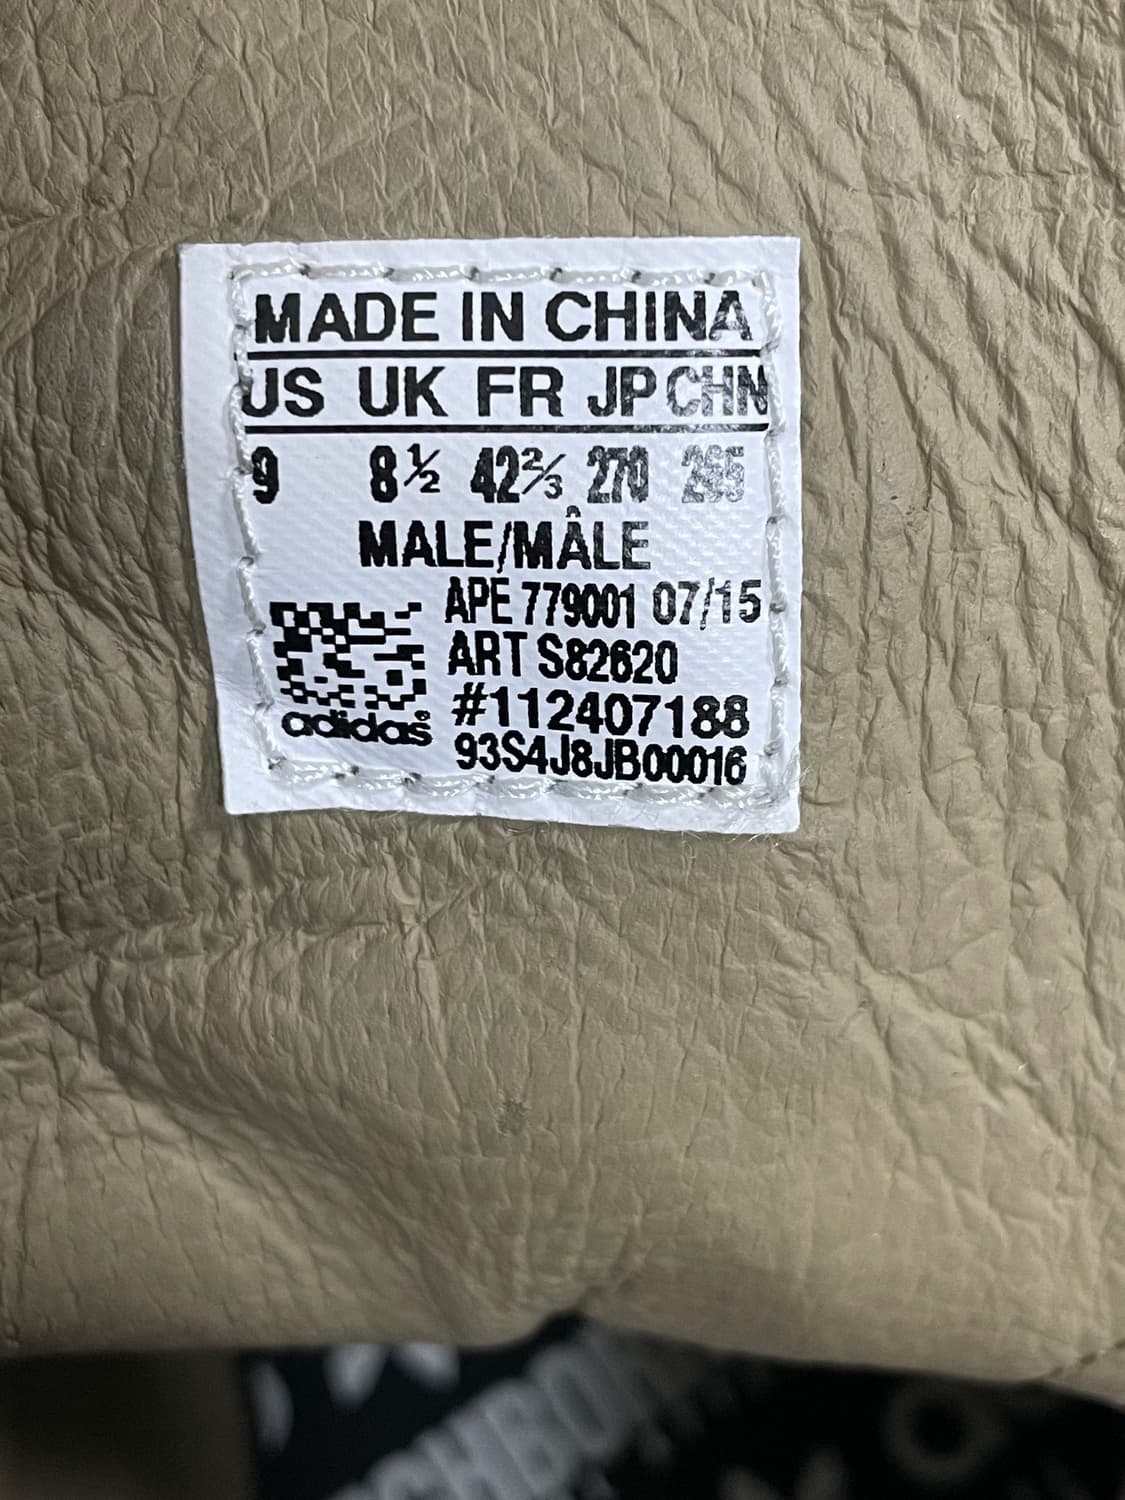 MADE IN CHINA
US UK FR JP CHN
9 8½ 42⅔ 270 265
MALE/MÂLE
APE 779001 07/15
ART S82620
#112407188
adidas
93S4J8JB00016